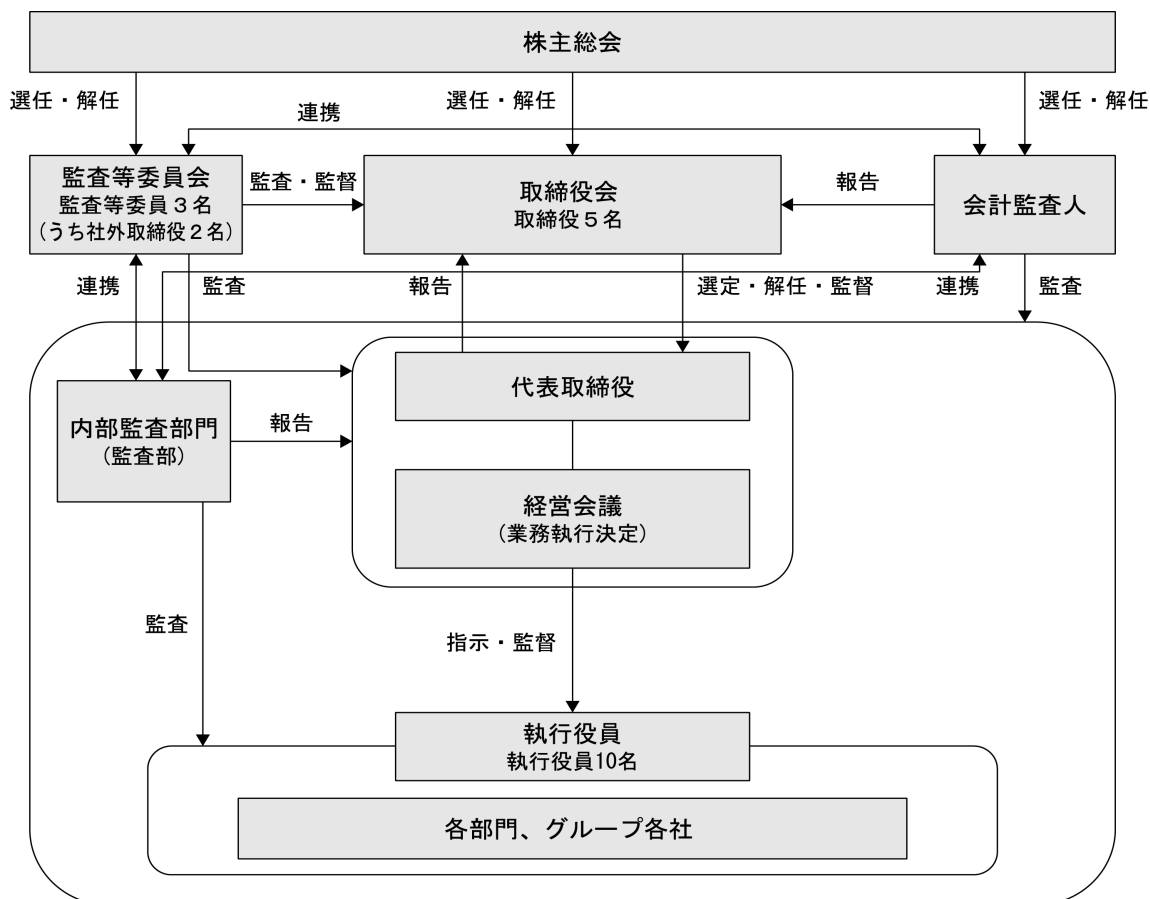 株主総会
選任・解任
選任・解任
選任・解任
連携
監査等委員会
監査等委員３名
(うち社外取締役２名)
監査・監督
取締役会
取締役５名
報告
会計監査人
連携
監査
報告
選定・解任・監督
連携
監査
代表取締役
内部監査部門
(監査部)
報告
経営会議
(業務執行決定)
監査
指示・監督
執行役員
執行役員10名
各部門、グループ各社